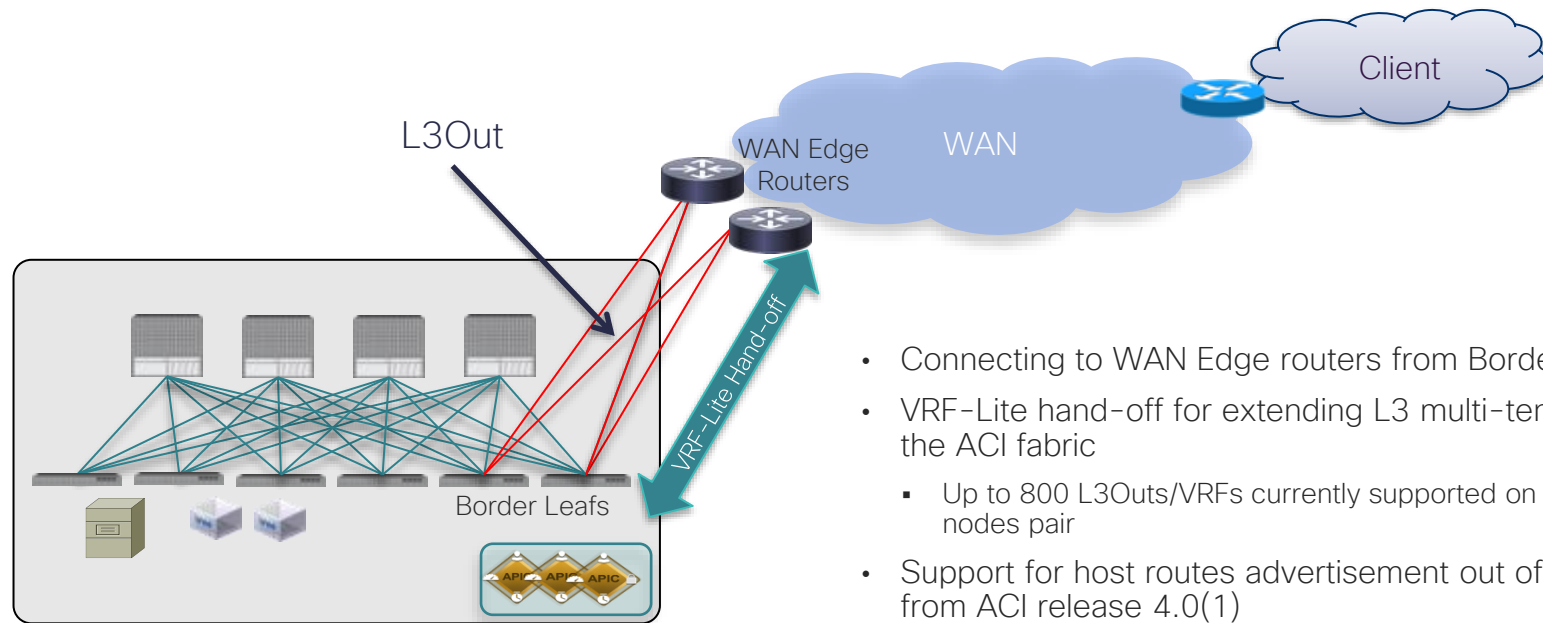 Client
L3Out
WAN Edge
Routers
WAN
VRF-Lite Hand-off
Border Leafs
VM
VM
APIC
APIC
APIC
• Connecting to WAN Edge routers from Borde
• VRF-Lite hand-off for extending L3 multi-ter
the ACI fabric
▪ Up to 800 L3Outs/VRFs currently supported on
nodes pair
• Support for host routes advertisement out of
from ACI release 4.0(1)